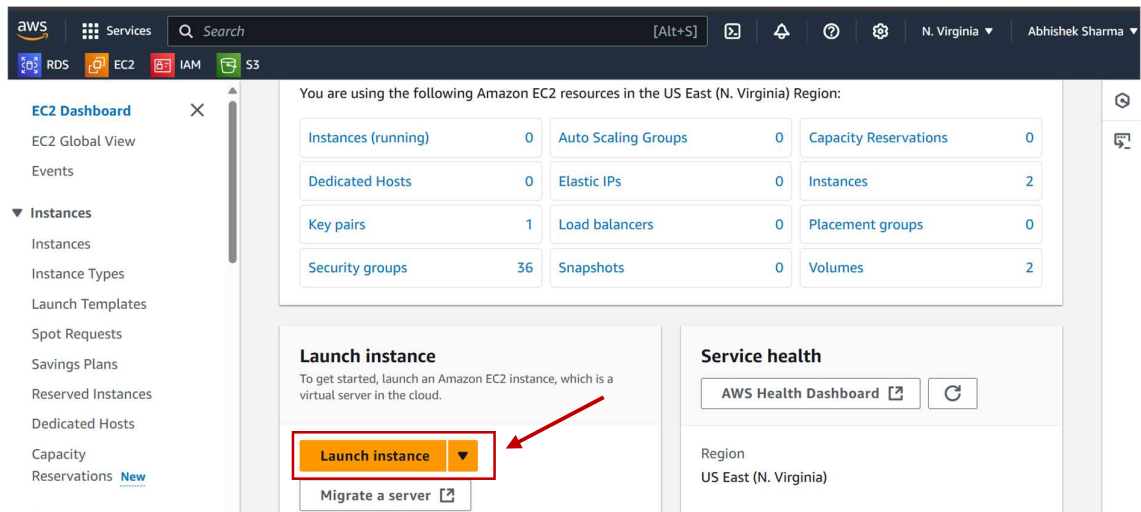 aws
Services
Search
[Alt+S]
N. Virginia
Abhishek Sharma
RDS
EC2
IAM
S3
EC2 Dashboard
EC2 Global View
Events
Instances
Instances
Instance Types
Launch Templates
Spot Requests
Savings Plans
Reserved Instances
Dedicated Hosts
Capacity
Reservations New
You are using the following Amazon EC2 resources in the US East (N. Virginia) Region:
Instances (running) 0
Auto Scaling Groups 0
Capacity Reservations 0
Dedicated Hosts 0
Elastic IPs 0
Instances 2
Key pairs 1
Load balancers 0
Placement groups 0
Security groups 36
Snapshots 0
Volumes 2
Launch instance
To get started, launch an Amazon EC2 instance, which is a
virtual server in the cloud.
Launch instance
Migrate a server
Service health
AWS Health Dashboard
Region
US East (N. Virginia)